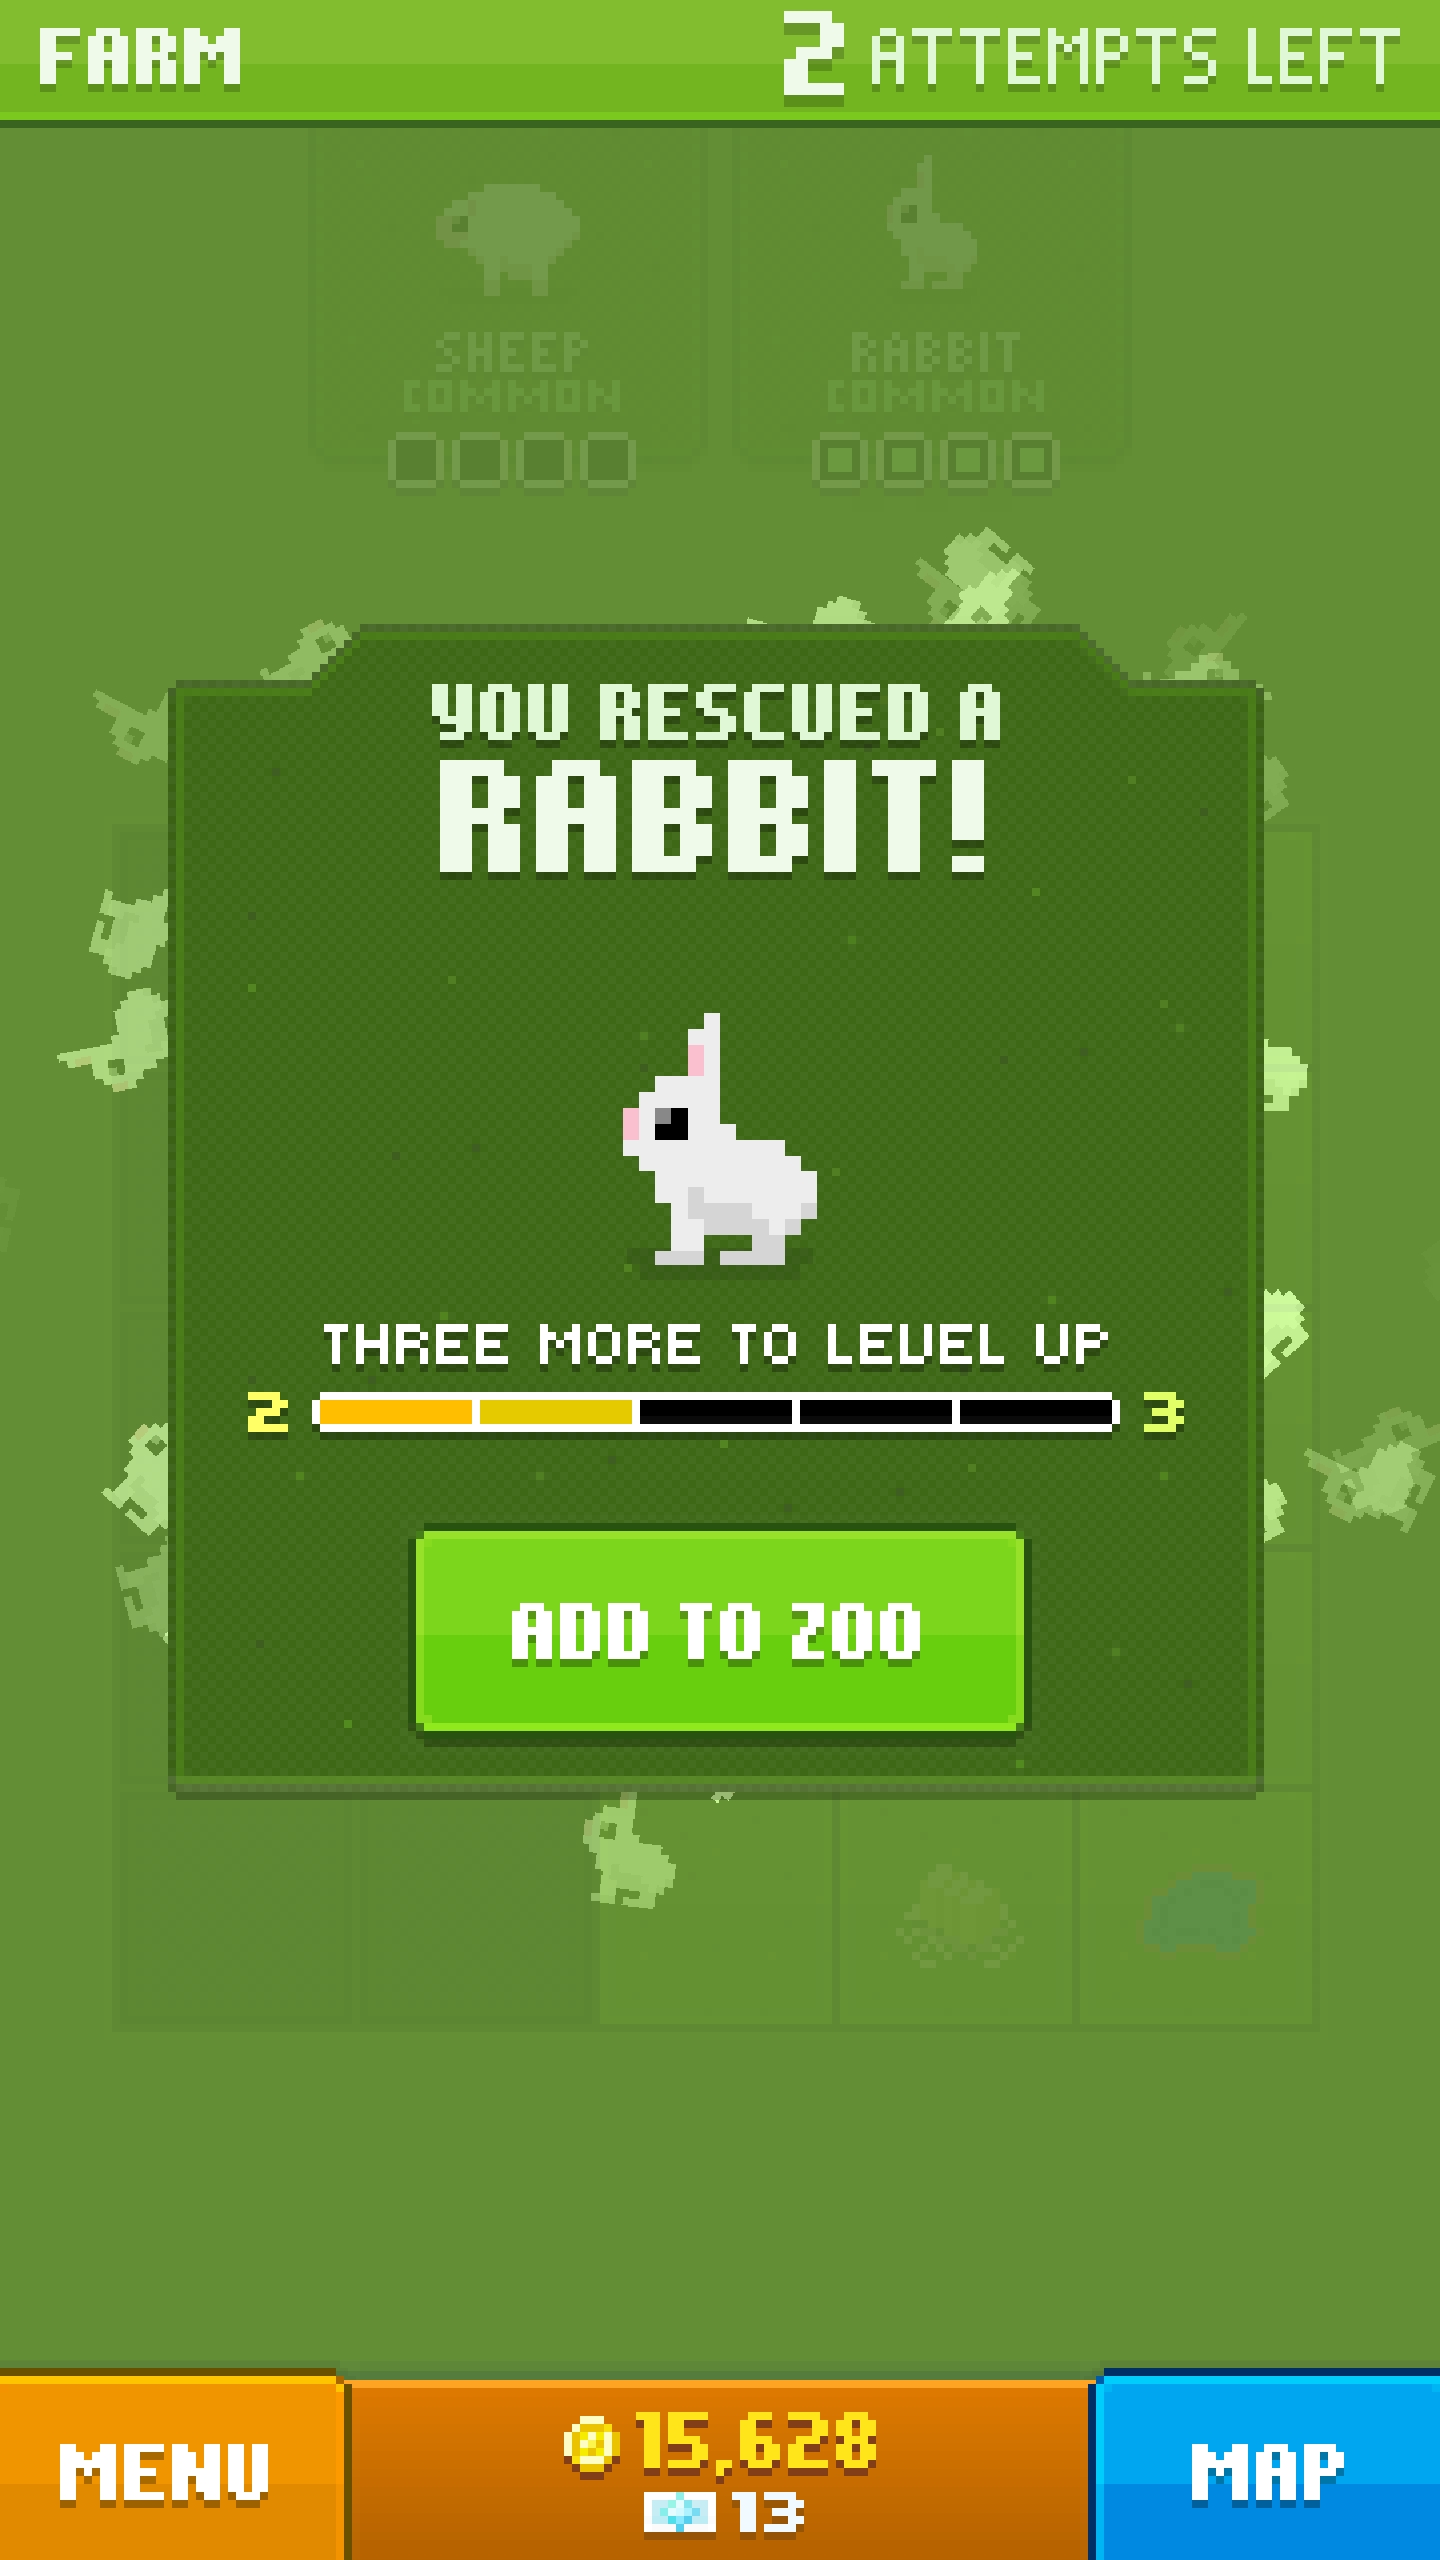 FARM
2 ATTEMPTS LEFT
SHEEP
COMMON
RABBIT
COMMON
YOU RESCUED A
RABBIT!
THREE MORE TO LEVEL UP
2 3
ADD TO ZOO
MENU
15,628
13
MAP